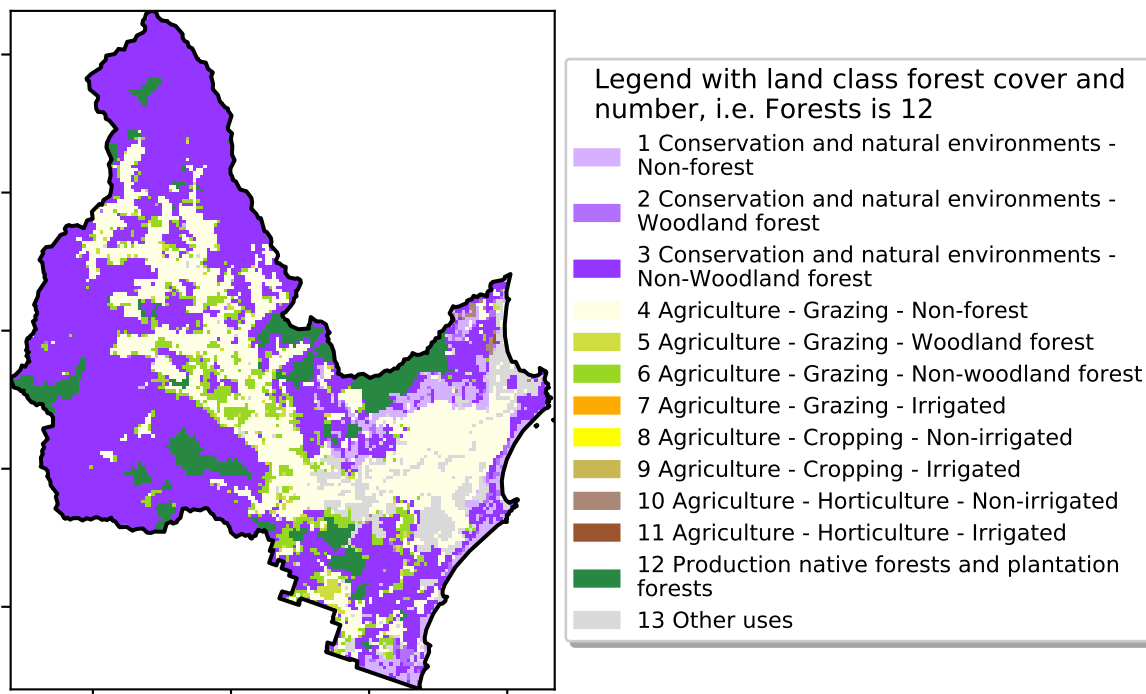 Legend with land class forest cover and
number, i.e. Forests is 12
1 Conservation and natural environments -
Non-forest
2 Conservation and natural environments -
Woodland forest
3 Conservation and natural environments -
Non-Woodland forest
4 Agriculture - Grazing - Non-forest
5 Agriculture - Grazing - Woodland forest
6 Agriculture - Grazing - Non-woodland forest
7 Agriculture - Grazing - Irrigated
8 Agriculture - Cropping - Non-irrigated
9 Agriculture - Cropping - Irrigated
10 Agriculture - Horticulture - Non-irrigated
11 Agriculture - Horticulture - Irrigated
12 Production native forests and plantation
forests
13 Other uses